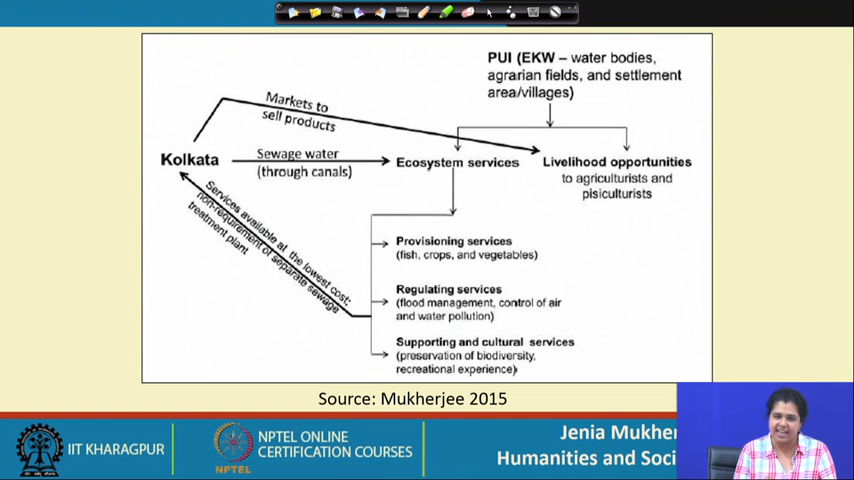 PUI (EKW – water bodies,
agrarian fields, and settlement
area/villages)
Markets to
sell products
Kolkata
Sewage water
(through canals)
Ecosystem services
Livelihood opportunities
to agriculturists and
pisiculturists
Services available at the lowest cost;
non-requirement of separate sewage
treatment plant
Provisioning services
(fish, crops, and vegetables)
Regulating services
(flood management, control of air
and water pollution)
Supporting and cultural services
(preservation of biodiversity,
recreational experience)
Source: Mukherjee 2015
IIT KHARAGPUR
NPTEL
NPTEL ONLINE
CERTIFICATION COURSES
Jenia Mukher
Humanities and Soci